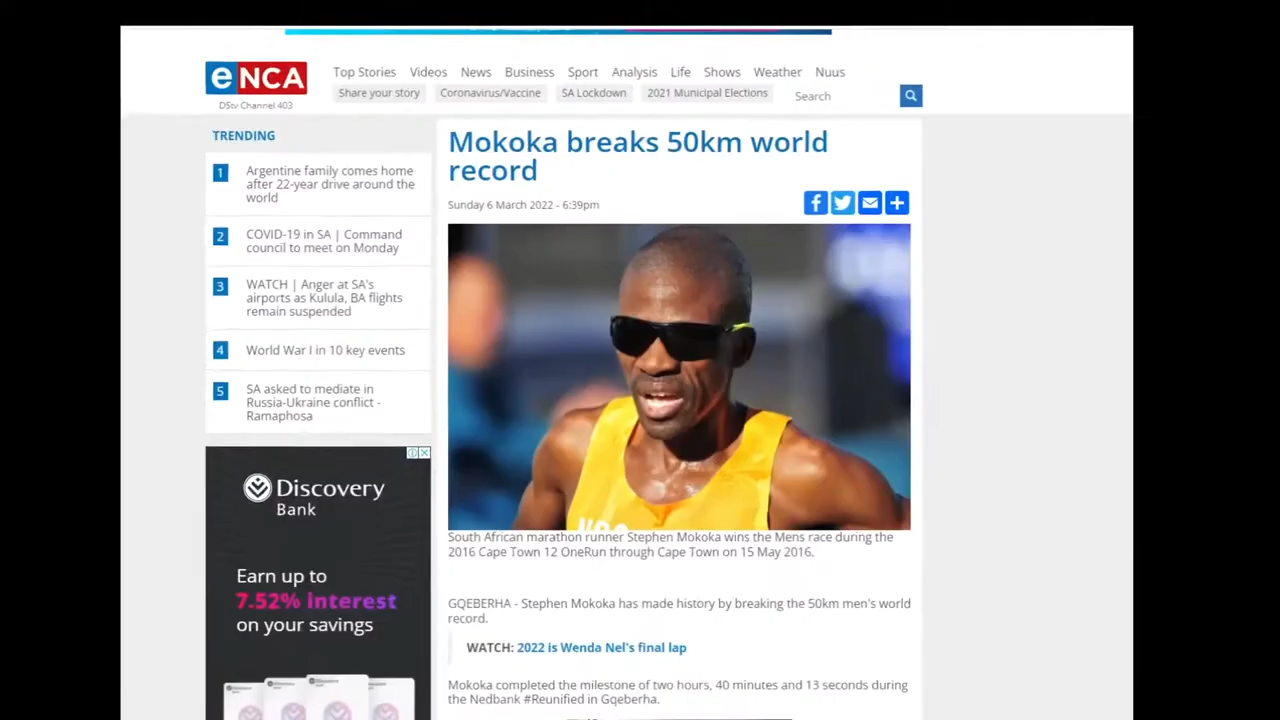 eNCA
DStv Channel 403
Top Stories Videos News Business Sport Analysis Life Shows Weather Nuus
Share your story Coronavirus/Vaccine SA Lockdown 2021 Municipal Elections
Search
TRENDING
1 Argentine family comes home
after 22-year drive around the
world
2 COVID-19 in SA | Command
council to meet on Monday
3 WATCH | Anger at SA's
airports as Kulula, BA flights
remain suspended
4 World War I in 10 key events
5 SA asked to mediate in
Russia-Ukraine conflict -
Ramaphosa
Discovery
Bank
Earn up to
7.52% interest
on your savings
Mokoka breaks 50km world
record
Sunday 6 March 2022 - 6:39pm
South African marathon runner Stephen Mokoka wins the Mens race during the
2016 Cape Town 12 OneRun through Cape Town on 15 May 2016.
GQEBERHA - Stephen Mokoka has made history by breaking the 50km men's world
record.
WATCH: 2022 is Wenda Nel's final lap
Mokoka completed the milestone of two hours, 40 minutes and 13 seconds during
the Nedbank #Reunified in Gqeberha.